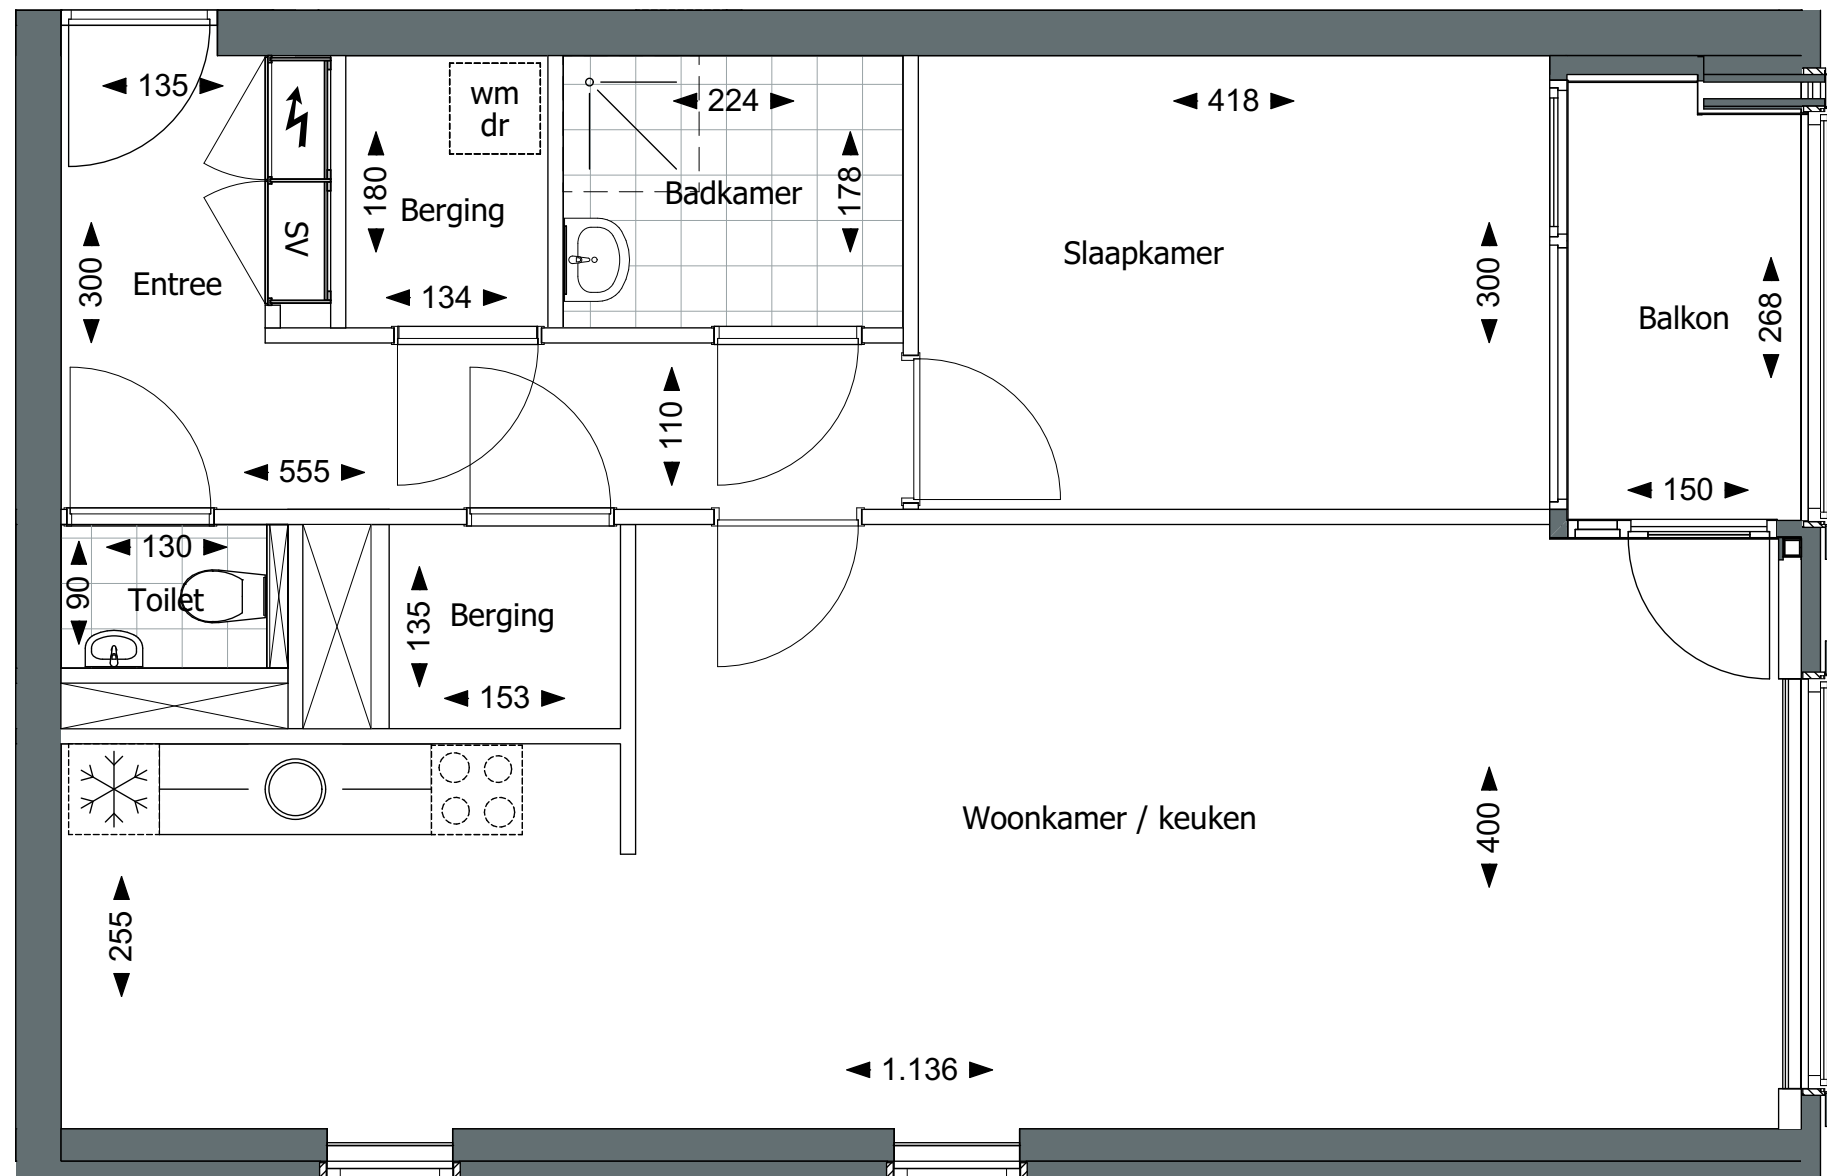 135
wm
dr
224
418
180
Berging
Badkamer
178
SV
300
Entree
134
Slaapkamer
300
Balkon
268
110
555
150
130
90
Toilet
135
Berging
153
Woonkamer / keuken
400
255
1.136